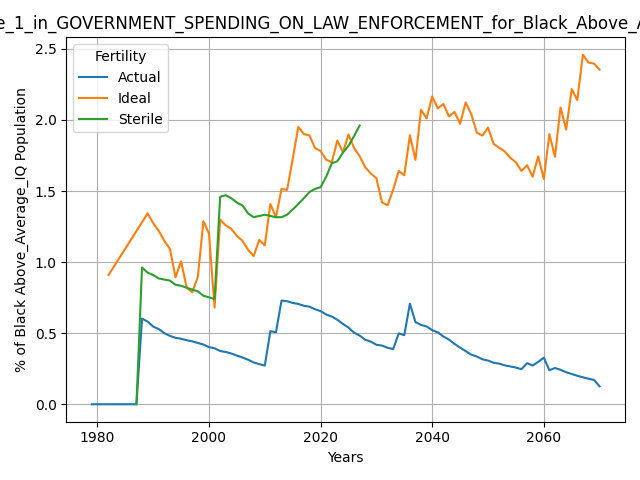 e_1_in_GOVERNMENT_SPENDING_ON_LAW_ENFORCEMENT_for_Black_Above_A
Fertility
Actual
Ideal
Sterile
% of Black Above_Average_IQ Population
2.5
2.0
1.5
1.0
0.5
0.0
1980
2000
2020
2040
2060
Years